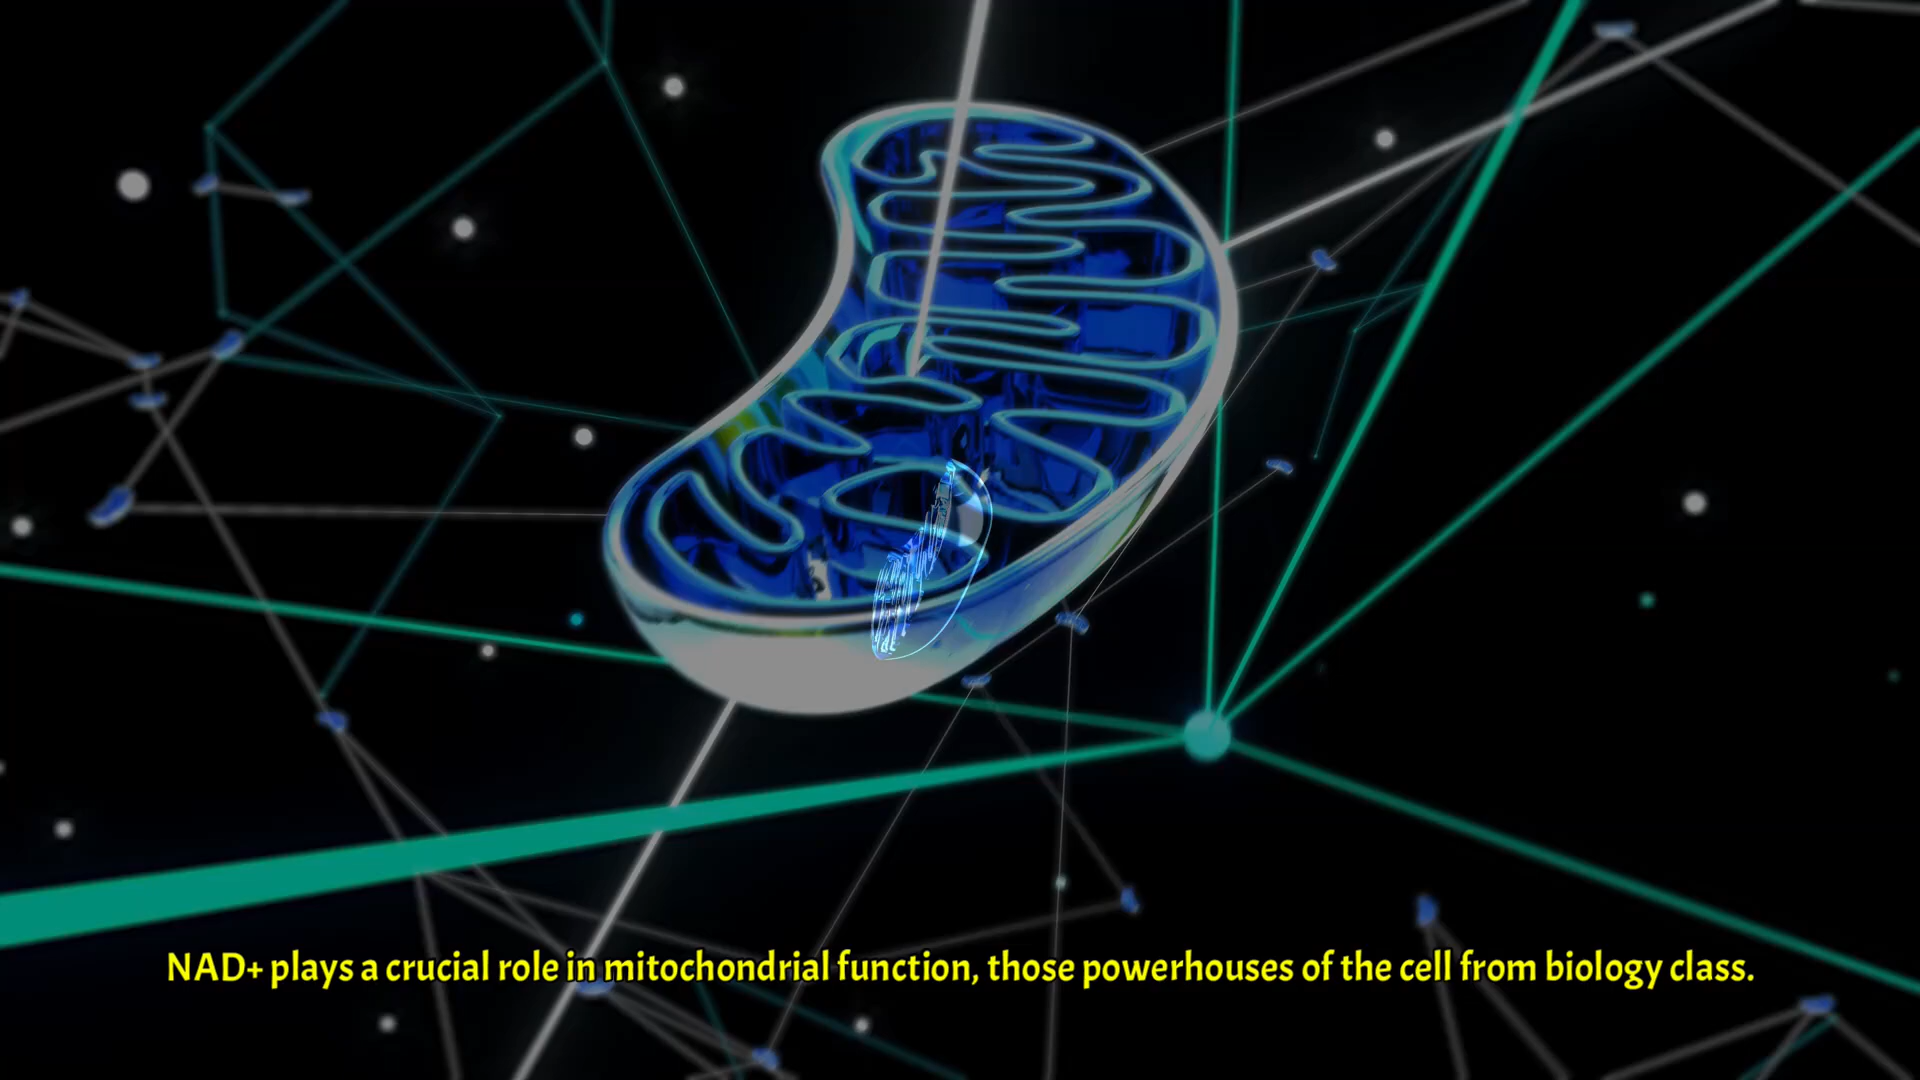 NAD+ plays a crucial role in mitochondrial function, those powerhouses of the cell from biology class.